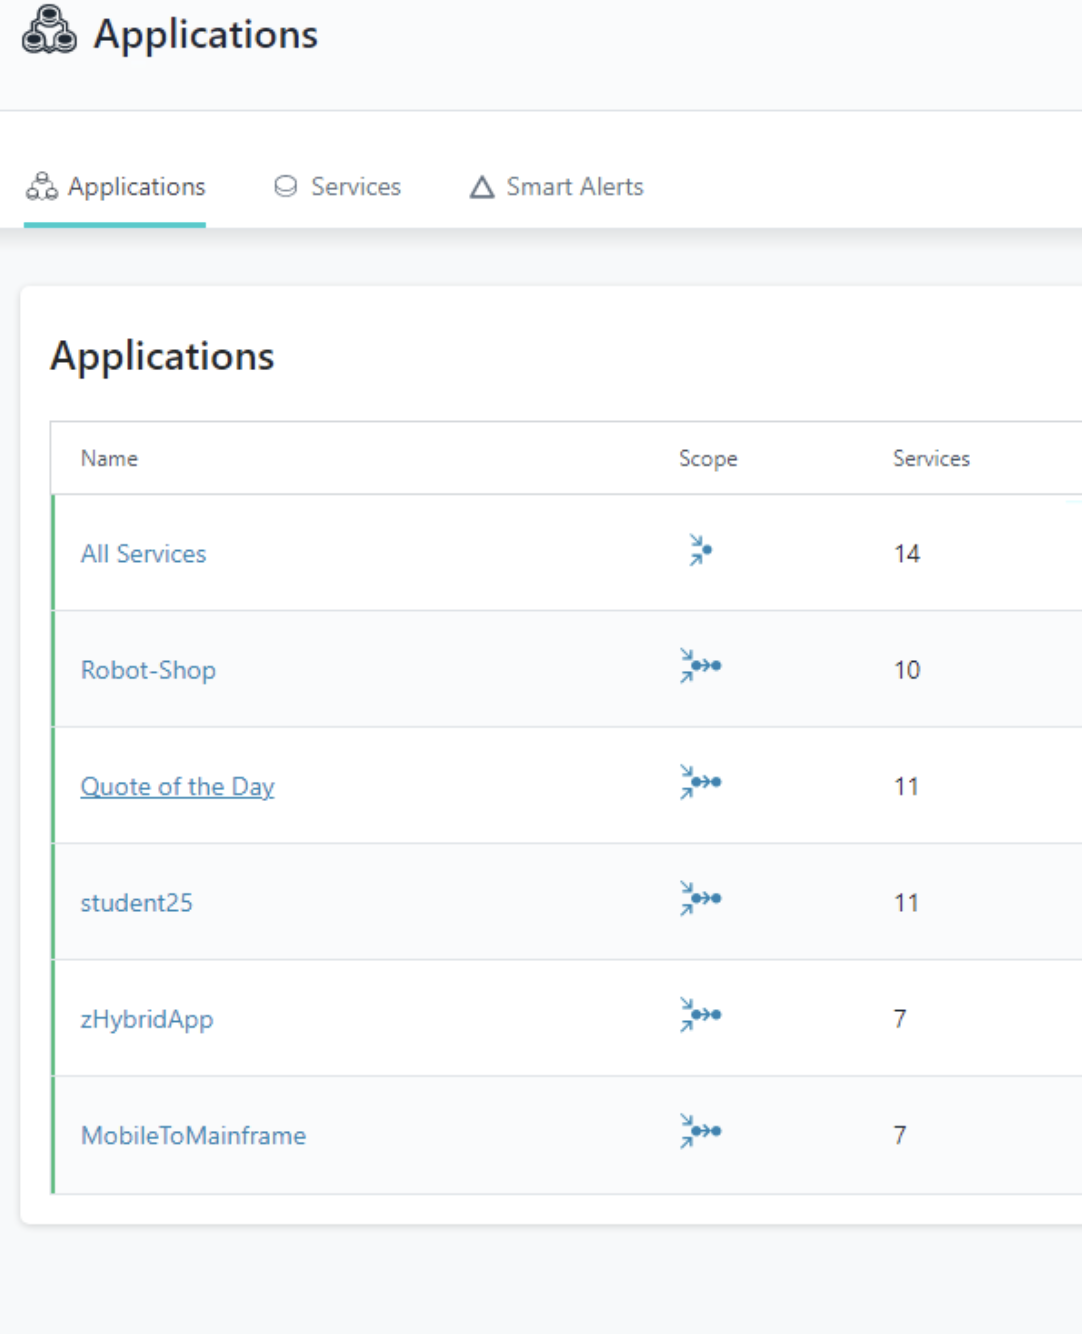 Applications
Applications Services Smart Alerts
Applications
Name Scope Services
All Services 14
Robot-Shop 10
Quote of the Day 11
student25 11
zHybridApp 7
MobileToMainframe 7